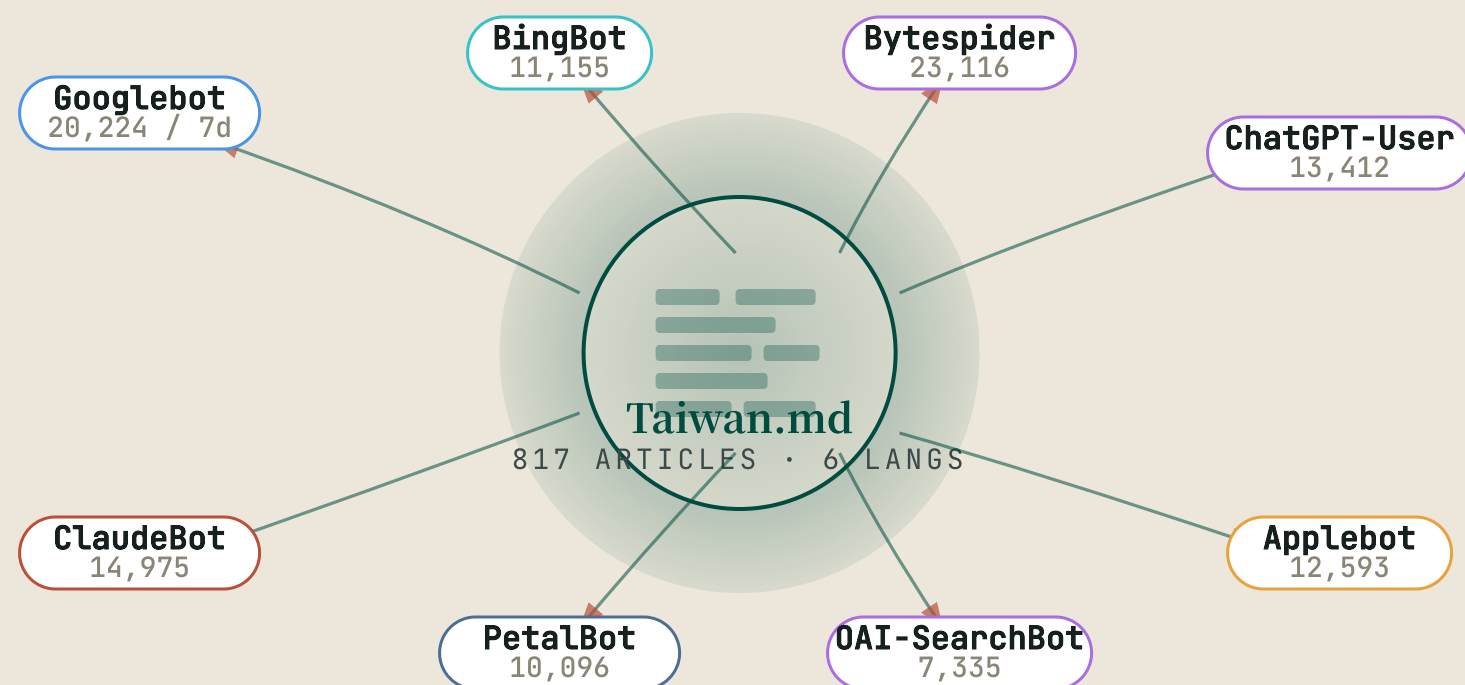 BingBot
11,155
Bytespider
23,116
Googlebot
20,224 / 7d
ChatGPT-User
13,412
Taiwan.md
817 ARTICLES · 6 LANGS
ClaudeBot
14,975
Applebot
12,593
PetalBot
10,096
OAI-SearchBot
7,335